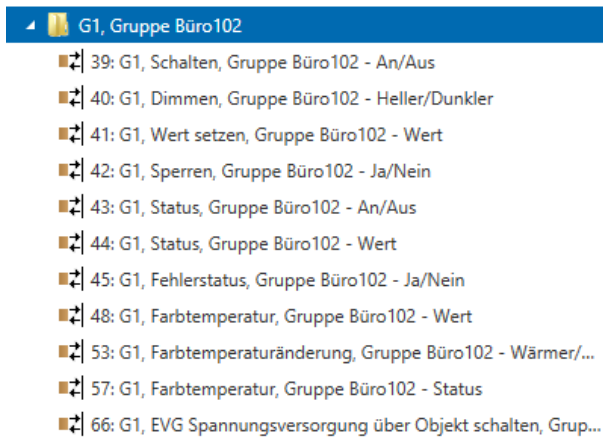 G1, Gruppe Büro102
39: G1, Schalten, Gruppe Büro102 - An/Aus
40: G1, Dimmen, Gruppe Büro102 - Heller/Dunkler
41: G1, Wert setzen, Gruppe Büro102 - Wert
42: G1, Sperren, Gruppe Büro102 - Ja/Nein
43: G1, Status, Gruppe Büro102 - An/Aus
44: G1, Status, Gruppe Büro102 - Wert
45: G1, Fehlerstatus, Gruppe Büro102 - Ja/Nein
48: G1, Farbtemperatur, Gruppe Büro102 - Wert
53: G1, Farbtemperaturänderung, Gruppe Büro102 - Wärmer/...
57: G1, Farbtemperatur, Gruppe Büro102 - Status
66: G1, EVG Spannungsversorgung über Objekt schalten, Grup...